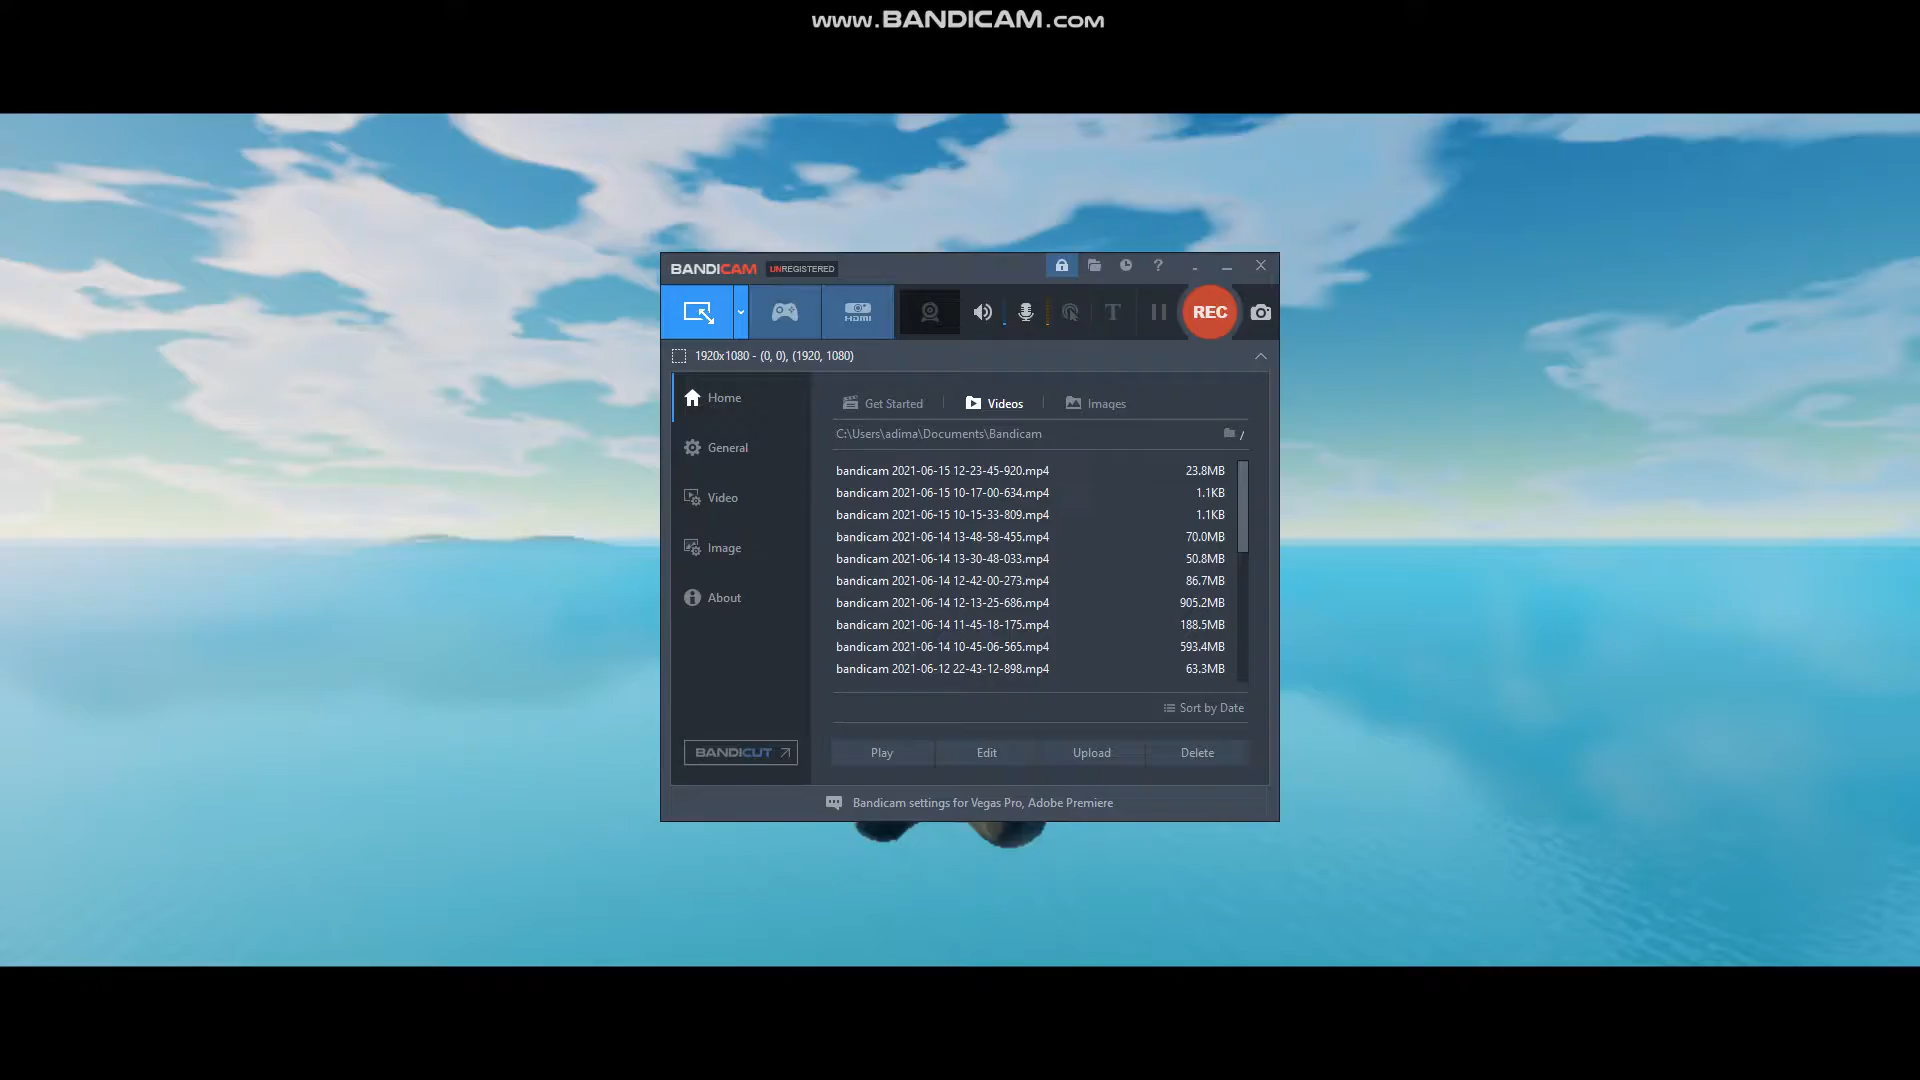 www.BANDICAM.COM
BANDICAM UNREGISTERED
HDMI
T
REC
1920x1080 - (0, 0), (1920, 1080)
Home
General
Video
Image
About
BANDICUT
Get Started
Videos
Images
C:\Users\adima\Documents\Bandicam
/
bandicam 2021-06-15 12-23-45-920.mp4 23.8MB
bandicam 2021-06-15 10-17-00-634.mp4 1.1KB
bandicam 2021-06-15 10-15-33-809.mp4 1.1KB
bandicam 2021-06-14 13-48-58-455.mp4 70.0MB
bandicam 2021-06-14 13-30-48-033.mp4 50.8MB
bandicam 2021-06-14 12-42-00-273.mp4 86.7MB
bandicam 2021-06-14 12-13-25-686.mp4 905.2MB
bandicam 2021-06-14 11-45-18-175.mp4 188.5MB
bandicam 2021-06-14 10-45-06-565.mp4 593.4MB
bandicam 2021-06-12 22-43-12-898.mp4 63.3MB
Sort by Date
Play Edit Upload Delete
Bandicam settings for Vegas Pro, Adobe Premiere